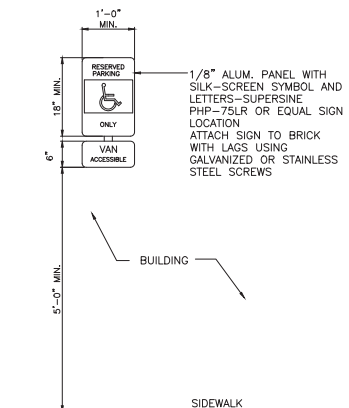 1'-0"
MIN.
RESERVED
PARKING
ONLY
VAN
ACCESSIBLE
18" MIN.
6"
5'-0" MIN.
1/8" ALUM. PANEL WITH
SILK-SCREEN SYMBOL AND
LETTERS-SUPERSINE
PHP-75LR OR EQUAL SIGN
LOCATION
ATTACH SIGN TO BRICK
WITH LAGS USING
GALVANIZED OR STAINLESS
STEEL SCREWS
BUILDING
SIDEWALK